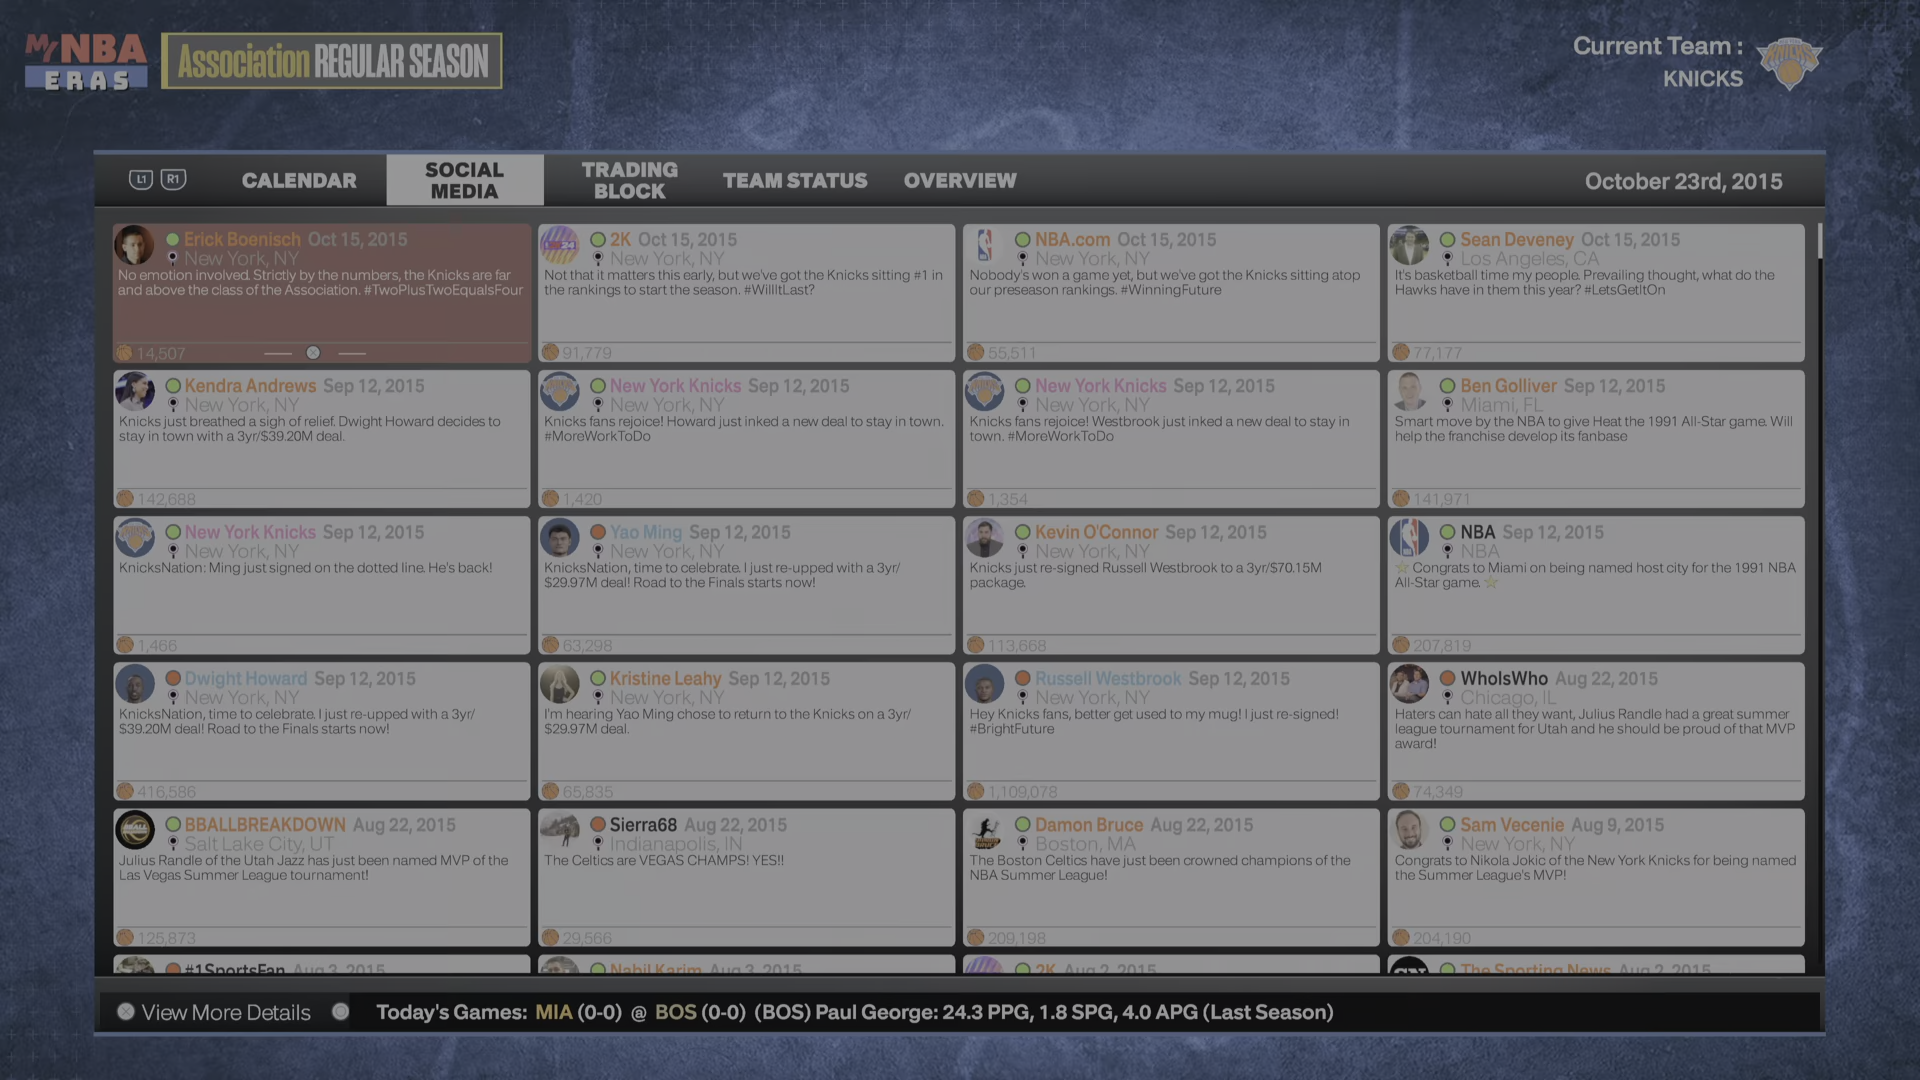 MyNBA
ERAS
Association REGULAR SEASON
Current Team :
KNICKS
L1 R1
CALENDAR
SOCIAL
MEDIA
TRADING
BLOCK
TEAM STATUS
OVERVIEW
October 23rd, 2015
Erick Boenisch Oct 15, 2015
New York, NY
No emotion involved. Strictly by the numbers, the Knicks are far
and above the class of the Association. #TwoPlusTwoEqualsFour
14,507
2K Oct 15, 2015
New York, NY
Not that it matters this early, but we've got the Knicks sitting #1 in
the rankings to start the season. #WillItLast?
91,779
NBA.com Oct 15, 2015
New York, NY
Nobody's won a game yet, but we've got the Knicks sitting atop
our preseason rankings. #WinningFuture
55,511
Sean Deveney Oct 15, 2015
Los Angeles, CA
It's basketball time my people. Prevailing thought, what do the
Hawks have in them this year? #LetsGetItOn
77,177
Kendra Andrews Sep 12, 2015
New York, NY
Knicks just breathed a sigh of relief. Dwight Howard decides to
stay in town with a 3yr/$39.20M deal.
142,688
New York Knicks Sep 12, 2015
New York, NY
Knicks fans rejoice! Howard just inked a new deal to stay in town.
#MoreWorkToDo
1,420
New York Knicks Sep 12, 2015
New York, NY
Knicks fans rejoice! Westbrook just inked a new deal to stay in
town. #MoreWorkToDo
1,354
Ben Golliver Sep 12, 2015
Miami, FL
Smart move by the NBA to give Heat the 1991 All-Star game. Will
help the franchise develop its fanbase
141,971
New York Knicks Sep 12, 2015
New York, NY
KnicksNation: Ming just signed on the dotted line. He's back!
1,466
Yao Ming Sep 12, 2015
New York, NY
KnicksNation, time to celebrate. I just re-upped with a 3yr/
$29.97M deal! Road to the Finals starts now!
63,298
Kevin O'Connor Sep 12, 2015
New York, NY
Knicks just re-signed Russell Westbrook to a 3yr/$70.15M
package.
113,668
NBA Sep 12, 2015
NBA
Congrats to Miami on being named host city for the 1991 NBA
All-Star game.
207,819
Dwight Howard Sep 12, 2015
New York, NY
KnicksNation, time to celebrate. I just re-upped with a 3yr/
$39.20M deal! Road to the Finals starts now!
416,586
Kristine Leahy Sep 12, 2015
New York, NY
I'm hearing Yao Ming chose to return to the Knicks on a 3yr/
$29.97M deal.
65,835
Russell Westbrook Sep 12, 2015
New York, NY
Hey Knicks fans, better get used to my mug! I just re-signed!
#BrightFuture
1,109,078
WhoIsWho Aug 22, 2015
Chicago, IL
Haters can hate all they want, Julius Randle had a great summer
league tournament for Utah and he should be proud of that MVP
award!
74,349
BBALLBREAKDOWN Aug 22, 2015
Salt Lake City, UT
Julius Randle of the Utah Jazz has just been named MVP of the
Las Vegas Summer League tournament!
125,873
Sierra68 Aug 22, 2015
Indianapolis, IN
The Celtics are VEGAS CHAMPS! YES!!
29,566
Damon Bruce Aug 22, 2015
Boston, MA
The Boston Celtics have just been crowned champions of the
NBA Summer League!
209,198
Sam Vecenie Aug 9, 2015
New York, NY
Congrats to Nikola Jokic of the New York Knicks for being named
the Summer League's MVP!
204,190
#1SportsFan Aug 3, 2015
Nabil Karim Aug 3, 2015
2K Aug 2, 2015
The Sporting News Aug 2, 2015
View More Details
Today's Games: MIA (0-0) @ BOS (0-0) (BOS) Paul George: 24.3 PPG, 1.8 SPG, 4.0 APG (Last Season)